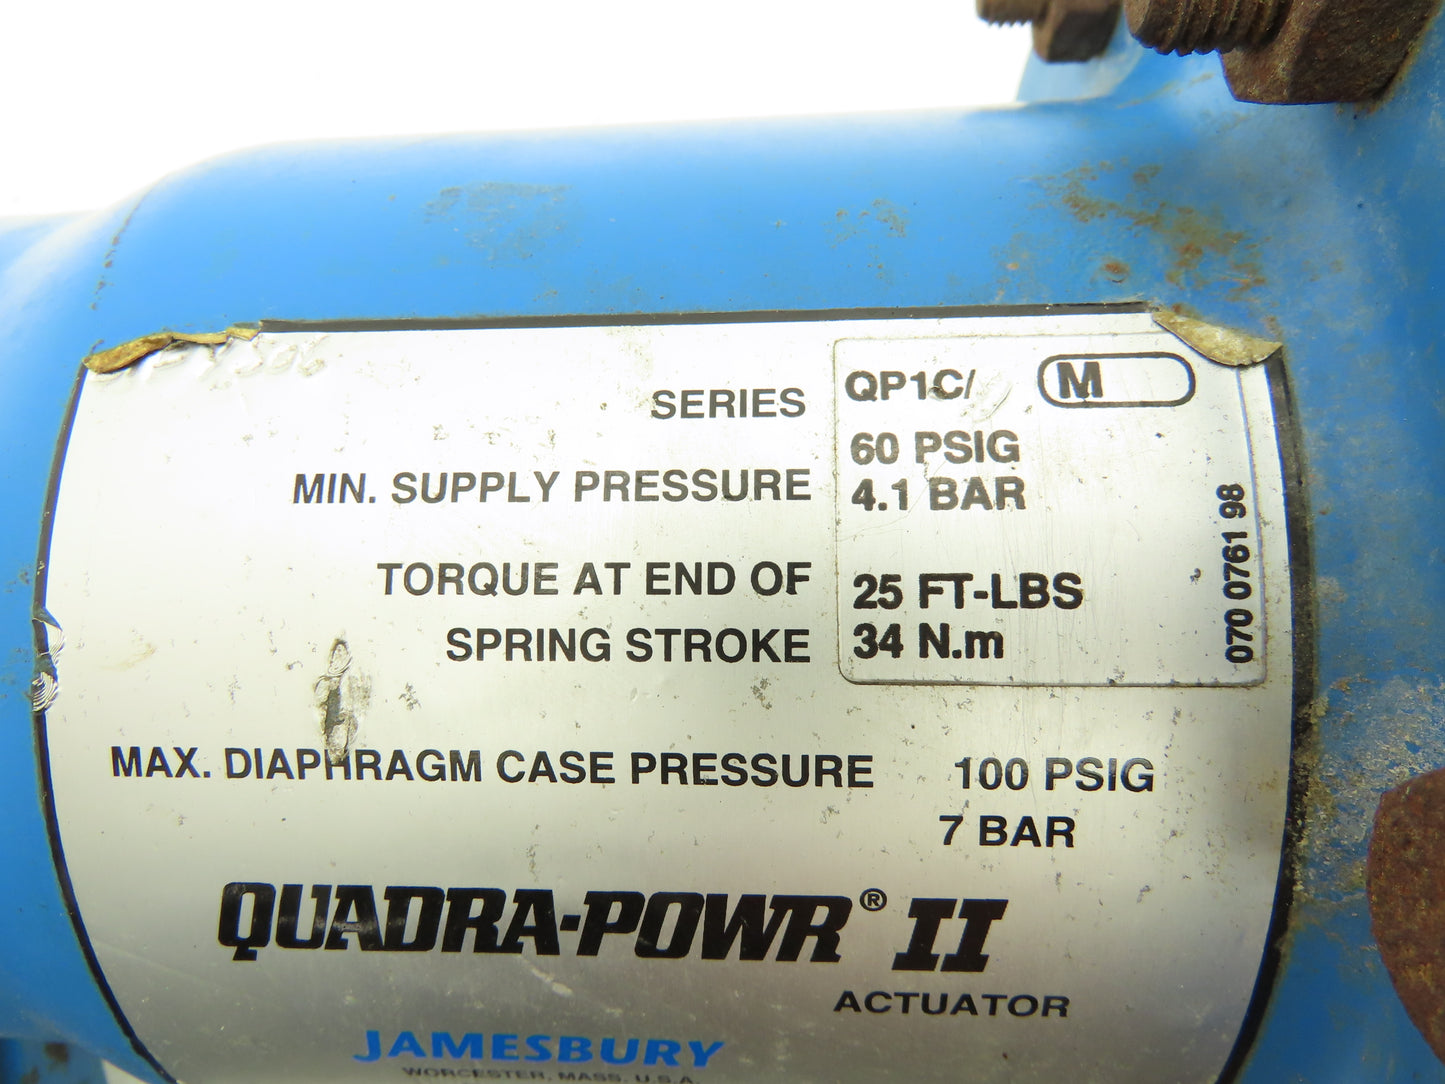 SERIES QP1C/ M
MIN. SUPPLY PRESSURE 60 PSIG
4.1 BAR
TORQUE AT END OF SPRING STROKE 25 FT-LBS
34 N.m
070 0761 98
MAX. DIAPHRAGM CASE PRESSURE 100 PSIG
7 BAR
QUADRA-POWR® II
ACTUATOR
JAMESBURY
WORCESTER, MASS. U.S.A.